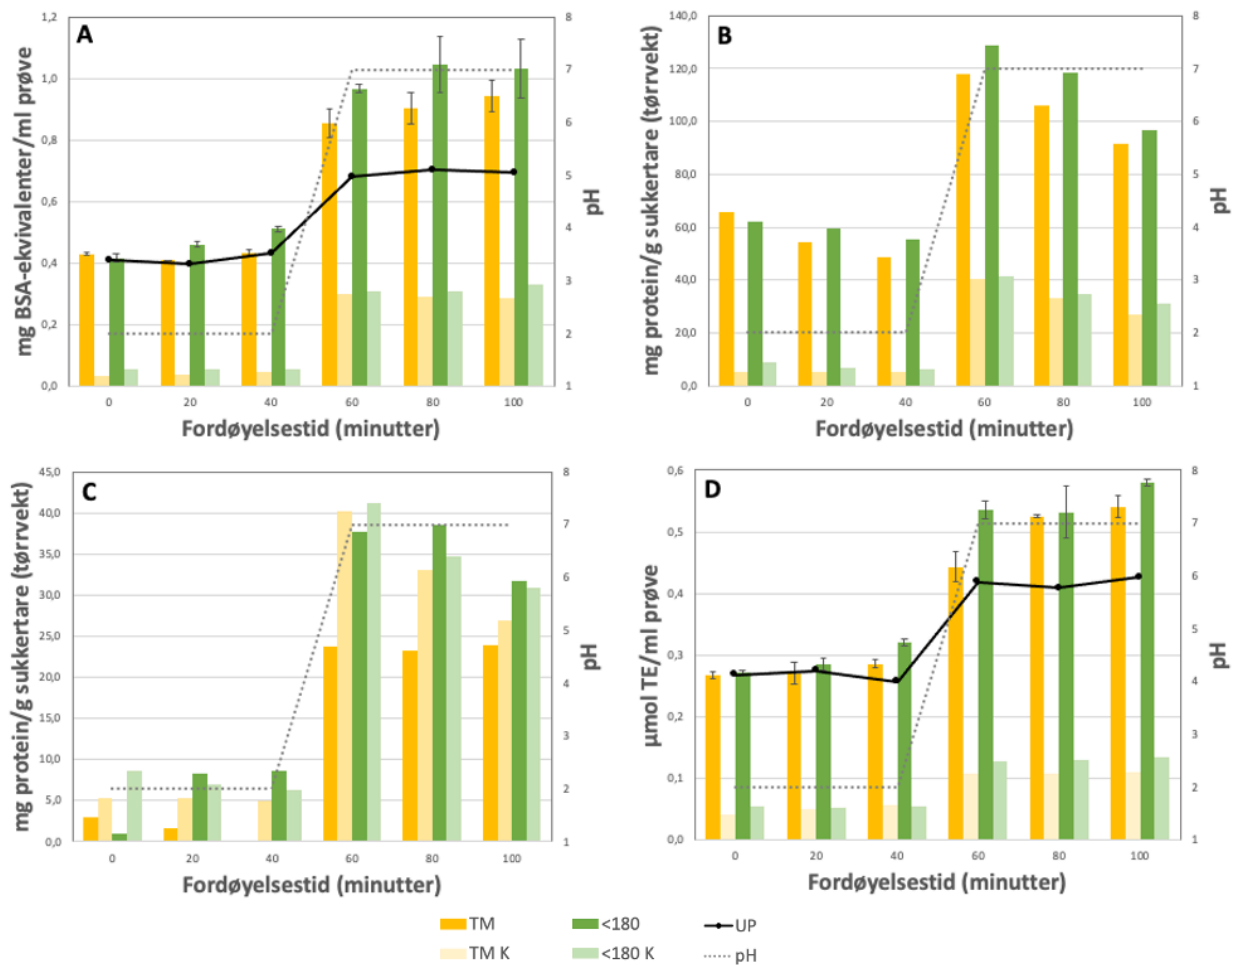 A
mg BSA-ekvivalenter/ml prøve
1,2
1,0
0,8
0,6
0,4
0,2
0,0
8
7
6
5
4
3
2
1
pH
0 20 40 60 80 100
Fordøyelsestid (minutter)
B
mg protein/g sukkertare (tørrvekt)
140,0
120,0
100,0
80,0
60,0
40,0
20,0
0,0
8
7
6
5
4
3
2
1
pH
0 20 40 60 80 100
Fordøyelsestid (minutter)
C
mg protein/g sukkertare (tørrvekt)
45,0
40,0
35,0
30,0
25,0
20,0
15,0
10,0
5,0
0,0
8
7
6
5
4
3
2
1
pH
0 20 40 60 80 100
Fordøyelsestid (minutter)
D
µmol TE/ml prøve
0,6
0,5
0,4
0,3
0,2
0,1
0,0
8
7
6
5
4
3
2
1
pH
0 20 40 60 80 100
Fordøyelsestid (minutter)
TM <180 UP
TM K <180 K pH